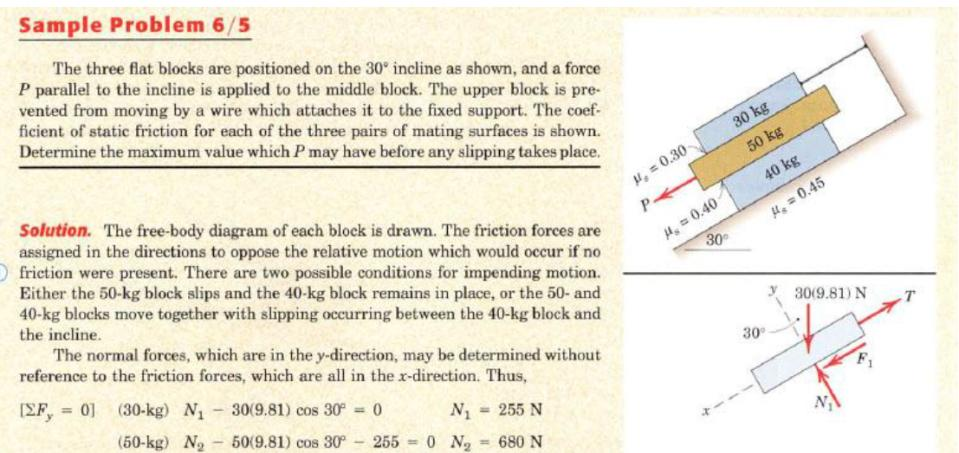 Sample Problem 6/5
The three flat blocks are positioned on the 30° incline as shown, and a force
P parallel to the incline is applied to the middle block. The upper block is pre-
vented from moving by a wire which attaches it to the fixed support. The coef-
ficient of static friction for each of the three pairs of mating surfaces is shown.
Determine the maximum value which P may have before any slipping takes place.
30 kg
50 kg
40 kg
μs = 0.30
P
μs = 0.40
μs = 0.45
30°
Solution. The free-body diagram of each block is drawn. The friction forces are
assigned in the directions to oppose the relative motion which would occur if no
friction were present. There are two possible conditions for impending motion.
Either the 50-kg block slips and the 40-kg block remains in place, or the 50- and
40-kg blocks move together with slipping occurring between the 40-kg block and
the incline.
The normal forces, which are in the y-direction, may be determined without
reference to the friction forces, which are all in the x-direction. Thus,
[ΣFy = 0] (30-kg) N1 − 30(9.81) cos 30° = 0 N1 = 255 N
(50-kg) N2 − 50(9.81) cos 30° − 255 = 0 N2 = 680 N
y
30(9.81) N
T
30°
F1
x
N1